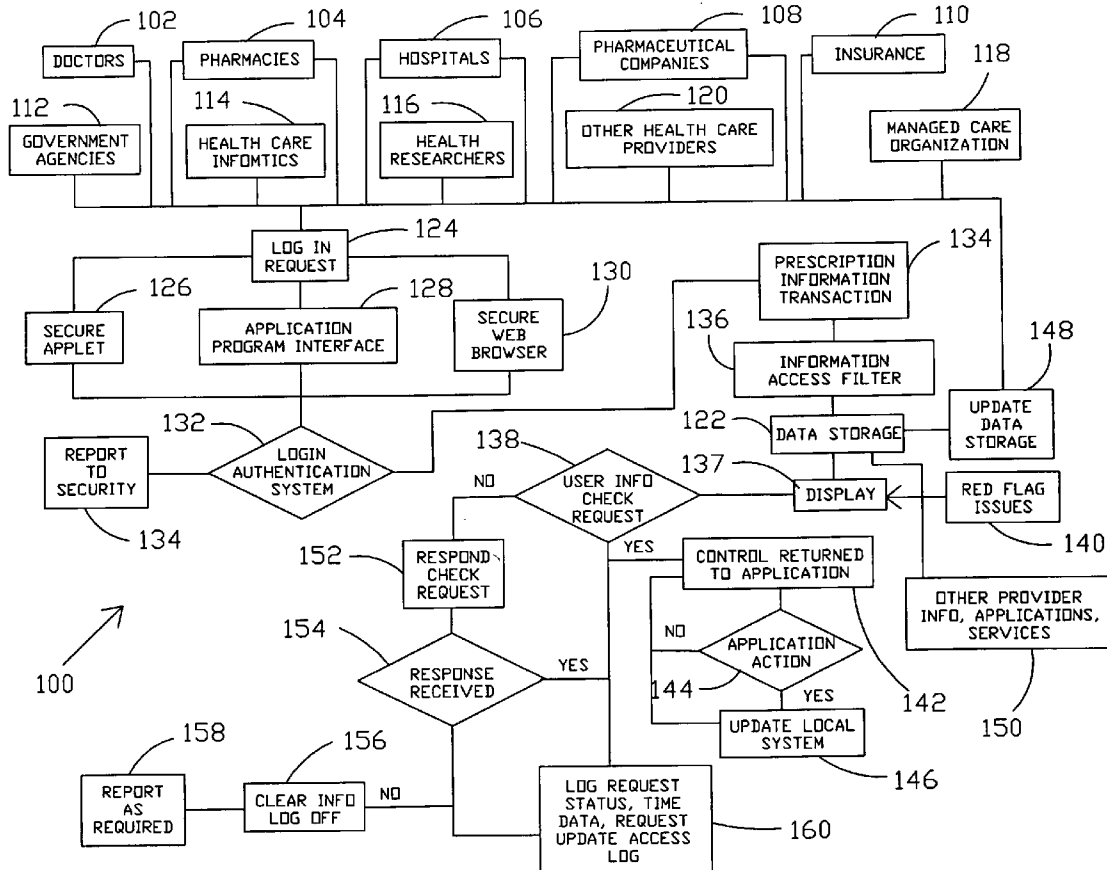 102
104
106
108
110
DOCTORS
PHARMACIES
HOSPITALS
PHARMACEUTICAL
COMPANIES
INSURANCE
118
112
114
116
120
GOVERNMENT
AGENCIES
HEALTH CARE
INFOMTICS
HEALTH
RESEARCHERS
OTHER HEALTH CARE
PROVIDERS
MANAGED CARE
ORGANIZATION
124
LOG IN
REQUEST
134
PRESCRIPTION
INFORMATION
TRANSACTION
126
128
130
SECURE
APPLET
APPLICATION
PROGRAM INTERFACE
SECURE
WEB
BROWSER
136
INFORMATION
ACCESS FILTER
148
132
122
DATA STORAGE
UPDATE
DATA
STORAGE
REPORT
TO
SECURITY
LOGIN
AUTHENTICATION
SYSTEM
138
137
NO
USER INFO
CHECK
REQUEST
DISPLAY
RED FLAG
ISSUES
134
140
152
RESPOND
CHECK
REQUEST
YES
CONTROL RETURNED
TO APPLICATION
OTHER PROVIDER
INFO, APPLICATIONS,
SERVICES
154
NO
APPLICATION
ACTION
100
RESPONSE
RECEIVED
YES
144
YES
142
150
UPDATE LOCAL
SYSTEM
158
156
146
REPORT
AS
REQUIRED
CLEAR INFO
LOG OFF
NO
LOG REQUEST
STATUS, TIME
DATA, REQUEST
UPDATE ACCESS
LOG
160